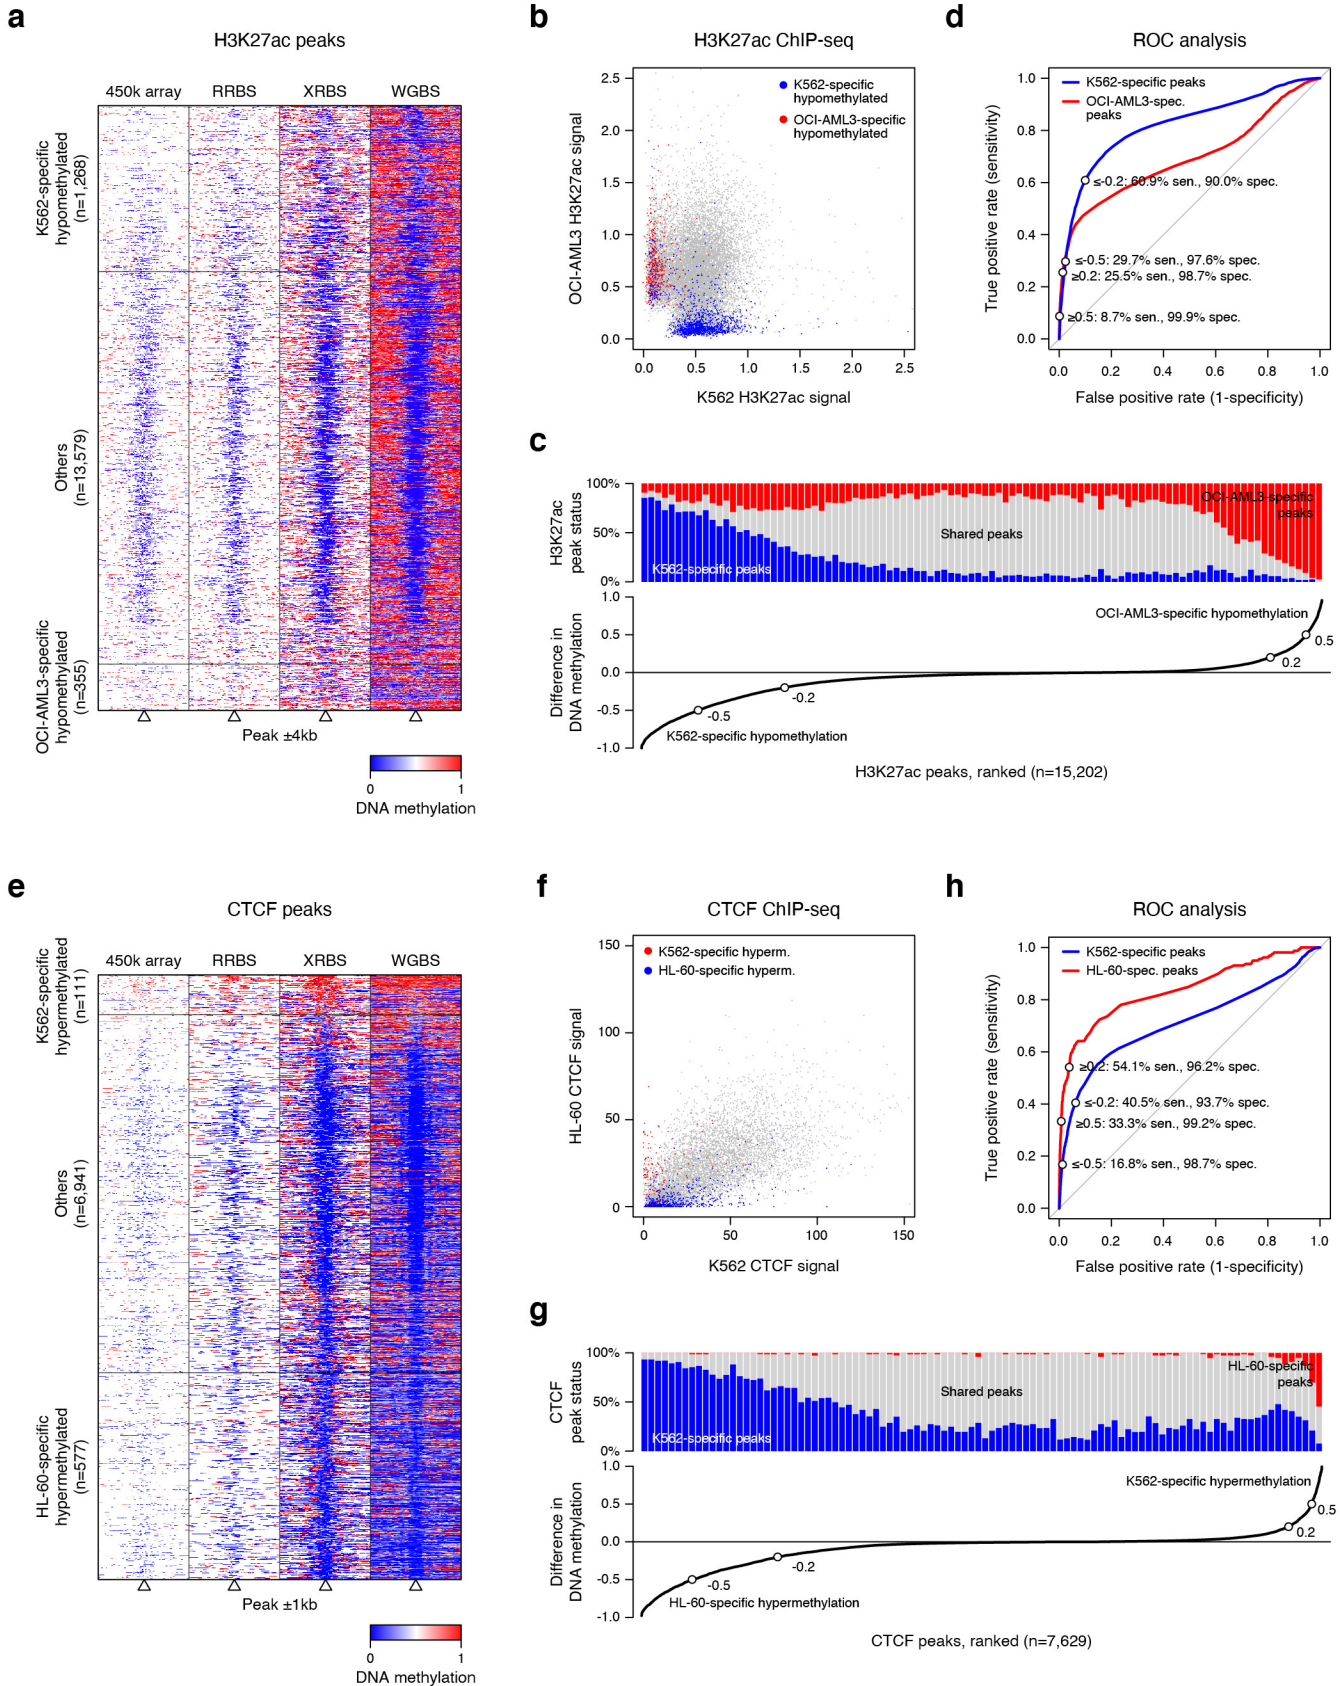 a
H3K27ac peaks
450k array RRBS XRBS WGBS
K562-specific
hypomethylated
(n=1,268)
Others
(n=13,579)
OCI-AML3-specific
hypomethylated
(n=355)
Peak ±4kb
0 1
DNA methylation
b
H3K27ac ChIP-seq
K562-specific
hypomethylated
OCI-AML3-specific
hypomethylated
OCI-AML3 H3K27ac signal
2.5
2.0
1.5
1.0
0.5
0.0
0.0 0.5 1.0 1.5 2.0 2.5
K562 H3K27ac signal
d
ROC analysis
K562-specific peaks
OCI-AML3-spec.
peaks
True positive rate (sensitivity)
1.0
0.8
0.6
0.4
0.2
0.0
≤-0.2: 60.9% sen., 90.0% spec.
≤-0.5: 29.7% sen., 97.6% spec.
≥0.2: 25.5% sen., 98.7% spec.
≥0.5: 8.7% sen., 99.9% spec.
0.0 0.2 0.4 0.6 0.8 1.0
False positive rate (1-specificity)
c
H3K27ac
peak status
100%
50%
0%
OCI-AML3-specific
peaks
Shared peaks
K562-specific peaks
Difference in
DNA methylation
1.0
0.5
0.0
-0.5
-1.0
OCI-AML3-specific hypomethylation
0.5
0.2
-0.2
-0.5
K562-specific hypomethylation
H3K27ac peaks, ranked (n=15,202)
e
CTCF peaks
450k array RRBS XRBS WGBS
K562-specific
hypermethylated
(n=111)
Others
(n=6,941)
HL-60-specific
hypermethylated
(n=577)
Peak ±1kb
0 1
DNA methylation
f
CTCF ChIP-seq
K562-specific hyperm.
HL-60-specific hyperm.
HL-60 CTCF signal
150
100
50
0
0 50 100 150
K562 CTCF signal
h
ROC analysis
K562-specific peaks
HL-60-spec. peaks
True positive rate (sensitivity)
1.0
0.8
0.6
0.4
0.2
0.0
≥0.2: 54.1% sen., 96.2% spec.
≤-0.2: 40.5% sen., 93.7% spec.
≥0.5: 33.3% sen., 99.2% spec.
≤-0.5: 16.8% sen., 98.7% spec.
0.0 0.2 0.4 0.6 0.8 1.0
False positive rate (1-specificity)
g
CTCF
peak status
100%
50%
0%
HL-60-specific
peaks
Shared peaks
K562-specific peaks
Difference in
DNA methylation
1.0
0.5
0.0
-0.5
-1.0
K562-specific hypermethylation
0.5
0.2
-0.2
-0.5
HL-60-specific hypermethylation
CTCF peaks, ranked (n=7,629)